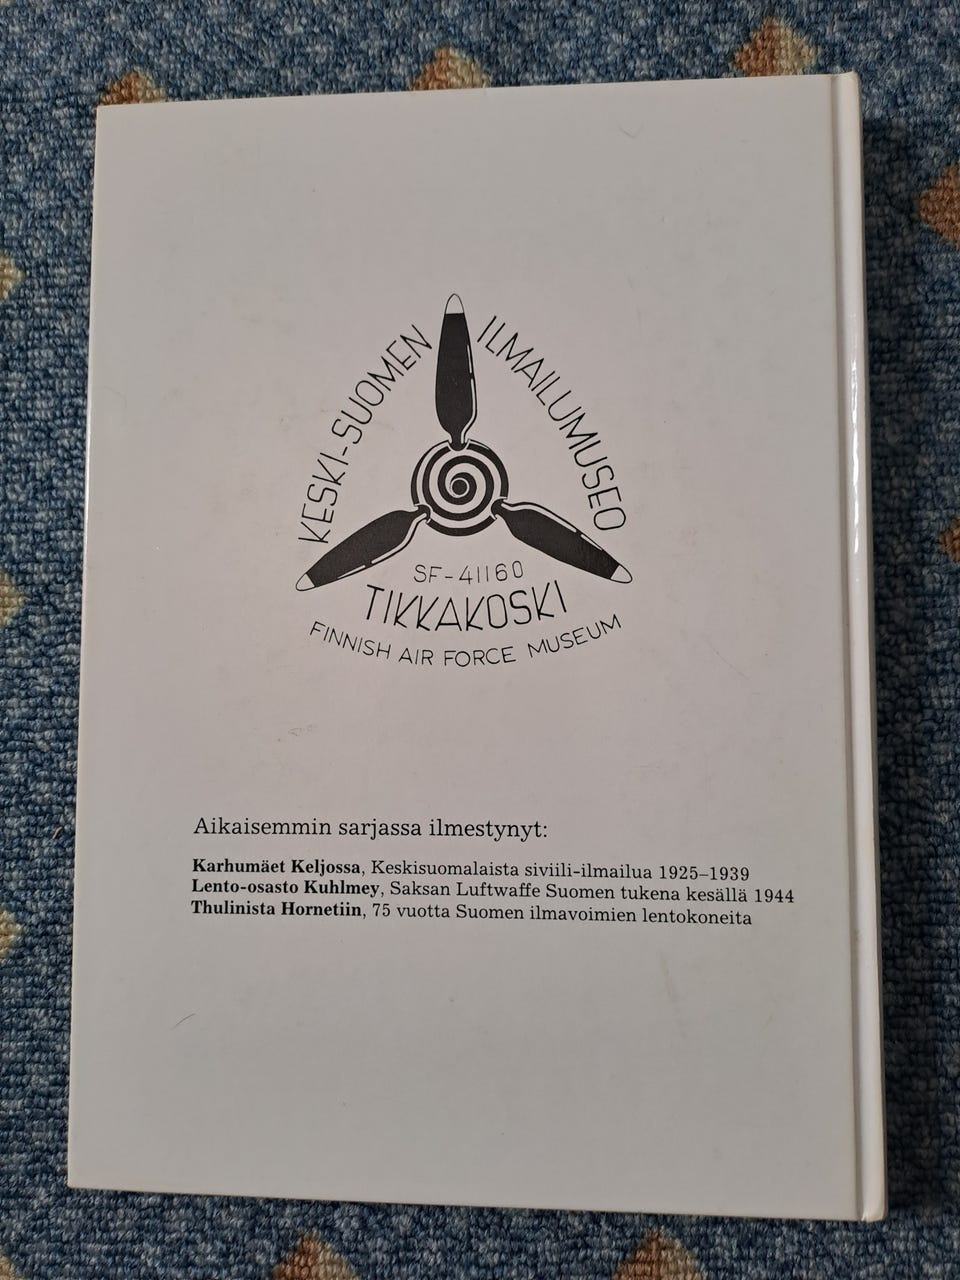 KESKI-SUOMEN ILMAILUMUSEO
SF-41160
TIKKAKOSKI
FINNISH AIR FORCE MUSEUM
Aikaisemmin sarjassa ilmestynyt:
Karhumäet Keljossa, Keskisuomalaista siviili-ilmailua 1925–1939
Lento-osasto Kuhlmey, Saksan Luftwaffe Suomen tukena kesällä 1944
Thulinista Hornetiin, 75 vuotta Suomen ilmavoimien lentokoneita